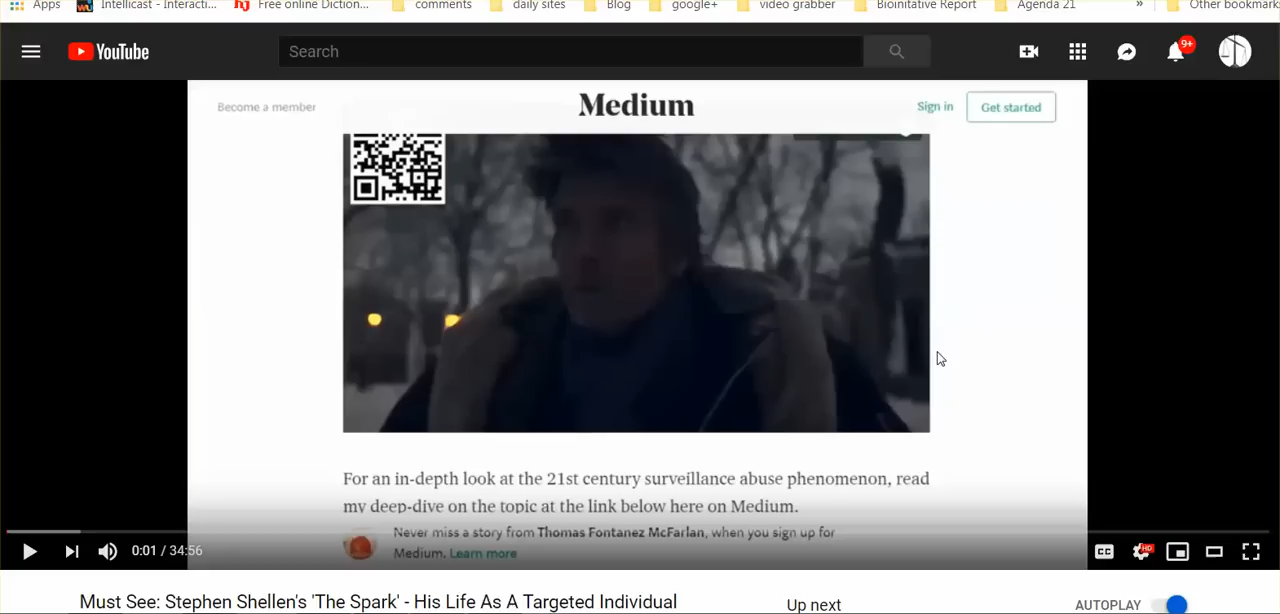 Apps Intellicast - Interacti... Free online Diction... comments daily sites Blog google+ video grabber Bioinitative Report Agenda 21 » Other bookmark
YouTube Search 9+
Become a member Medium Sign in Get started
For an in-depth look at the 21st century surveillance abuse phenomenon, read
my deep-dive on the topic at the link below here on Medium.
Never miss a story from Thomas Fontanez McFarlan, when you sign up for
Medium. Learn more
0:01 / 34:56 CC HD
Must See: Stephen Shellen's 'The Spark' - His Life As A Targeted Individual
Up next AUTOPLAY